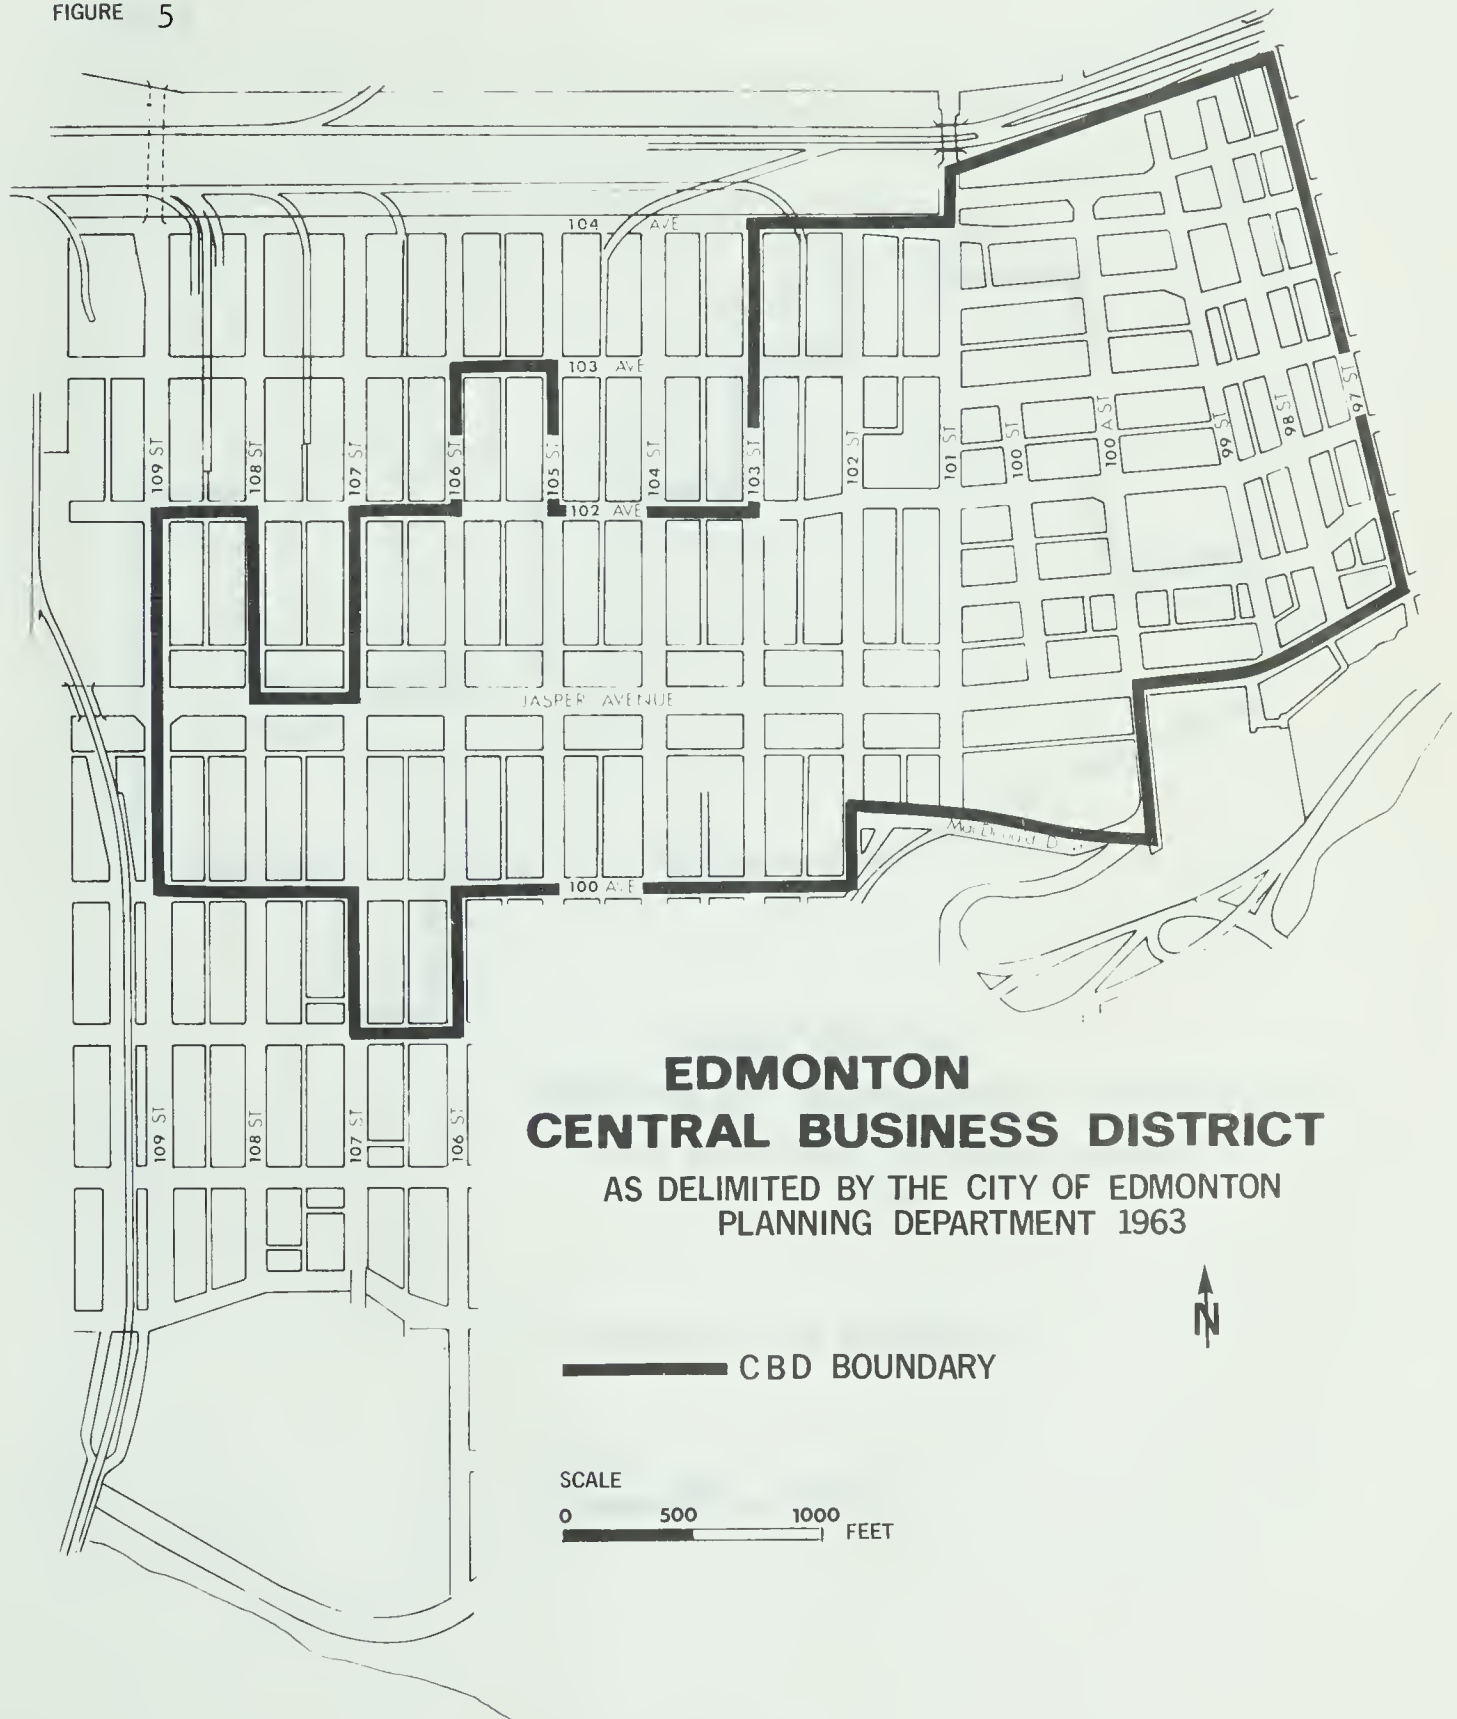 FIGURE 5
104 AVE
103 AVE
109 ST
108 ST
107 ST
106 ST
105 ST
104 ST
103 ST
102 ST
101 ST
100 ST
100 A ST
99 ST
98 ST
97 ST
102 AVE
JASPER AVENUE
100 AVE
109 ST
108 ST
107 ST
106 ST
EDMONTON
CENTRAL BUSINESS DISTRICT
AS DELIMITED BY THE CITY OF EDMONTON
PLANNING DEPARTMENT 1963
N
CBD BOUNDARY
SCALE
0 500 1000 FEET